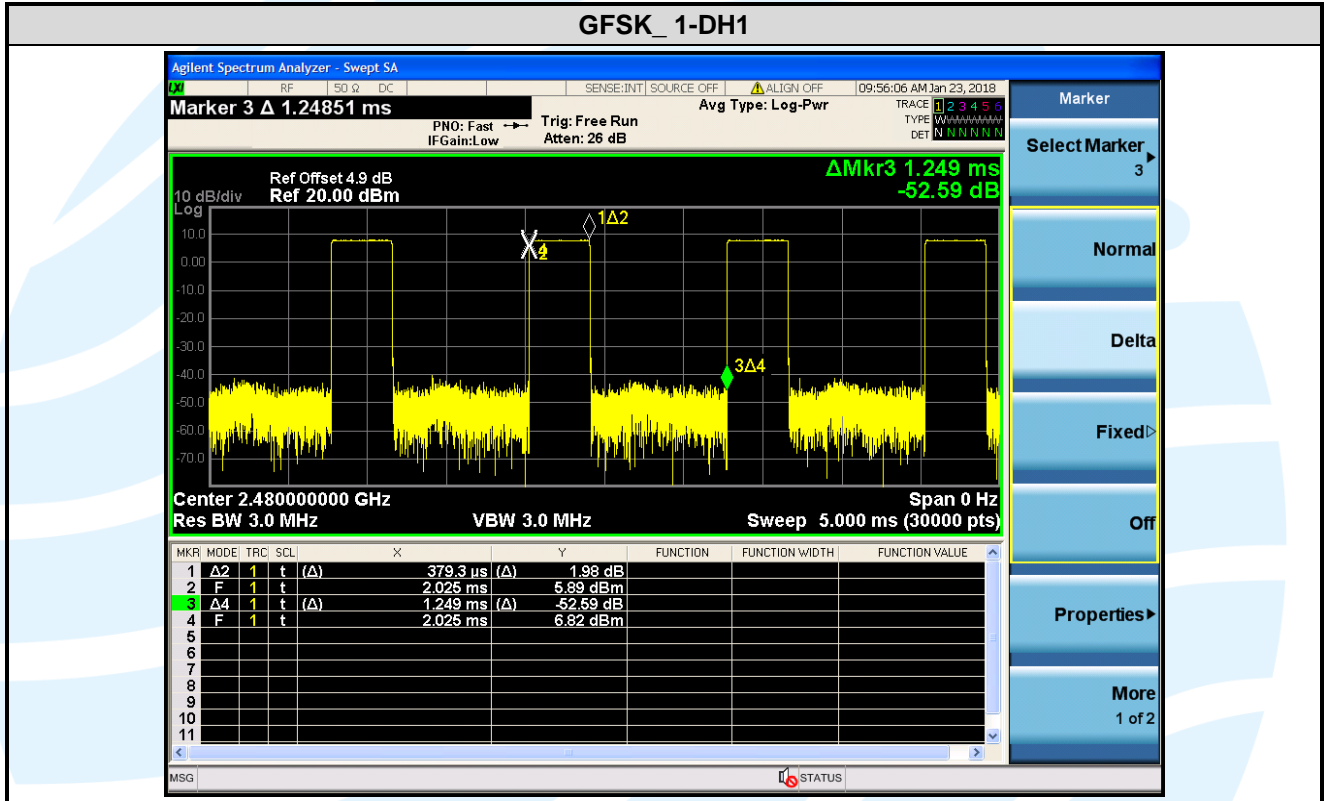 GFSK_ 1-DH1
Agilent Spectrum Analyzer - Swept SA
LXI RF 50 Ω DC SENSE:INT SOURCE OFF ALIGN OFF 09:56:06 AM Jan 23, 2018
Marker 3 Δ 1.24851 ms
PNO: Fast
IFGain:Low
Trig: Free Run
Atten: 26 dB
Avg Type: Log-Pwr
TRACE 1 2 3 4 5 6
TYPE
DET N N N N N N
ΔMkr3 1.249 ms
-52.59 dB
Ref Offset 4.9 dB
10 dB/div Ref 20.00 dBm
Log
10.0
0.00
-10.0
-20.0
-30.0
-40.0
-50.0
-60.0
-70.0
1Δ2
3Δ4
Center 2.480000000 GHz Span 0 Hz
Res BW 3.0 MHz VBW 3.0 MHz Sweep 5.000 ms (30000 pts)
MKR MODE TRC SCL X Y FUNCTION FUNCTION WIDTH FUNCTION VALUE
1 Δ2 1 t (Δ) 379.3 µs (Δ) 1.98 dB
2 F 1 t 2.025 ms 5.89 dBm
3 Δ4 1 t (Δ) 1.249 ms (Δ) -52.59 dB
4 F 1 t 2.025 ms 6.82 dBm
5
6
7
8
9
10
11
MSG STATUS
Marker
Select Marker
3
Normal
Delta
Fixed
Off
Properties
More
1 of 2